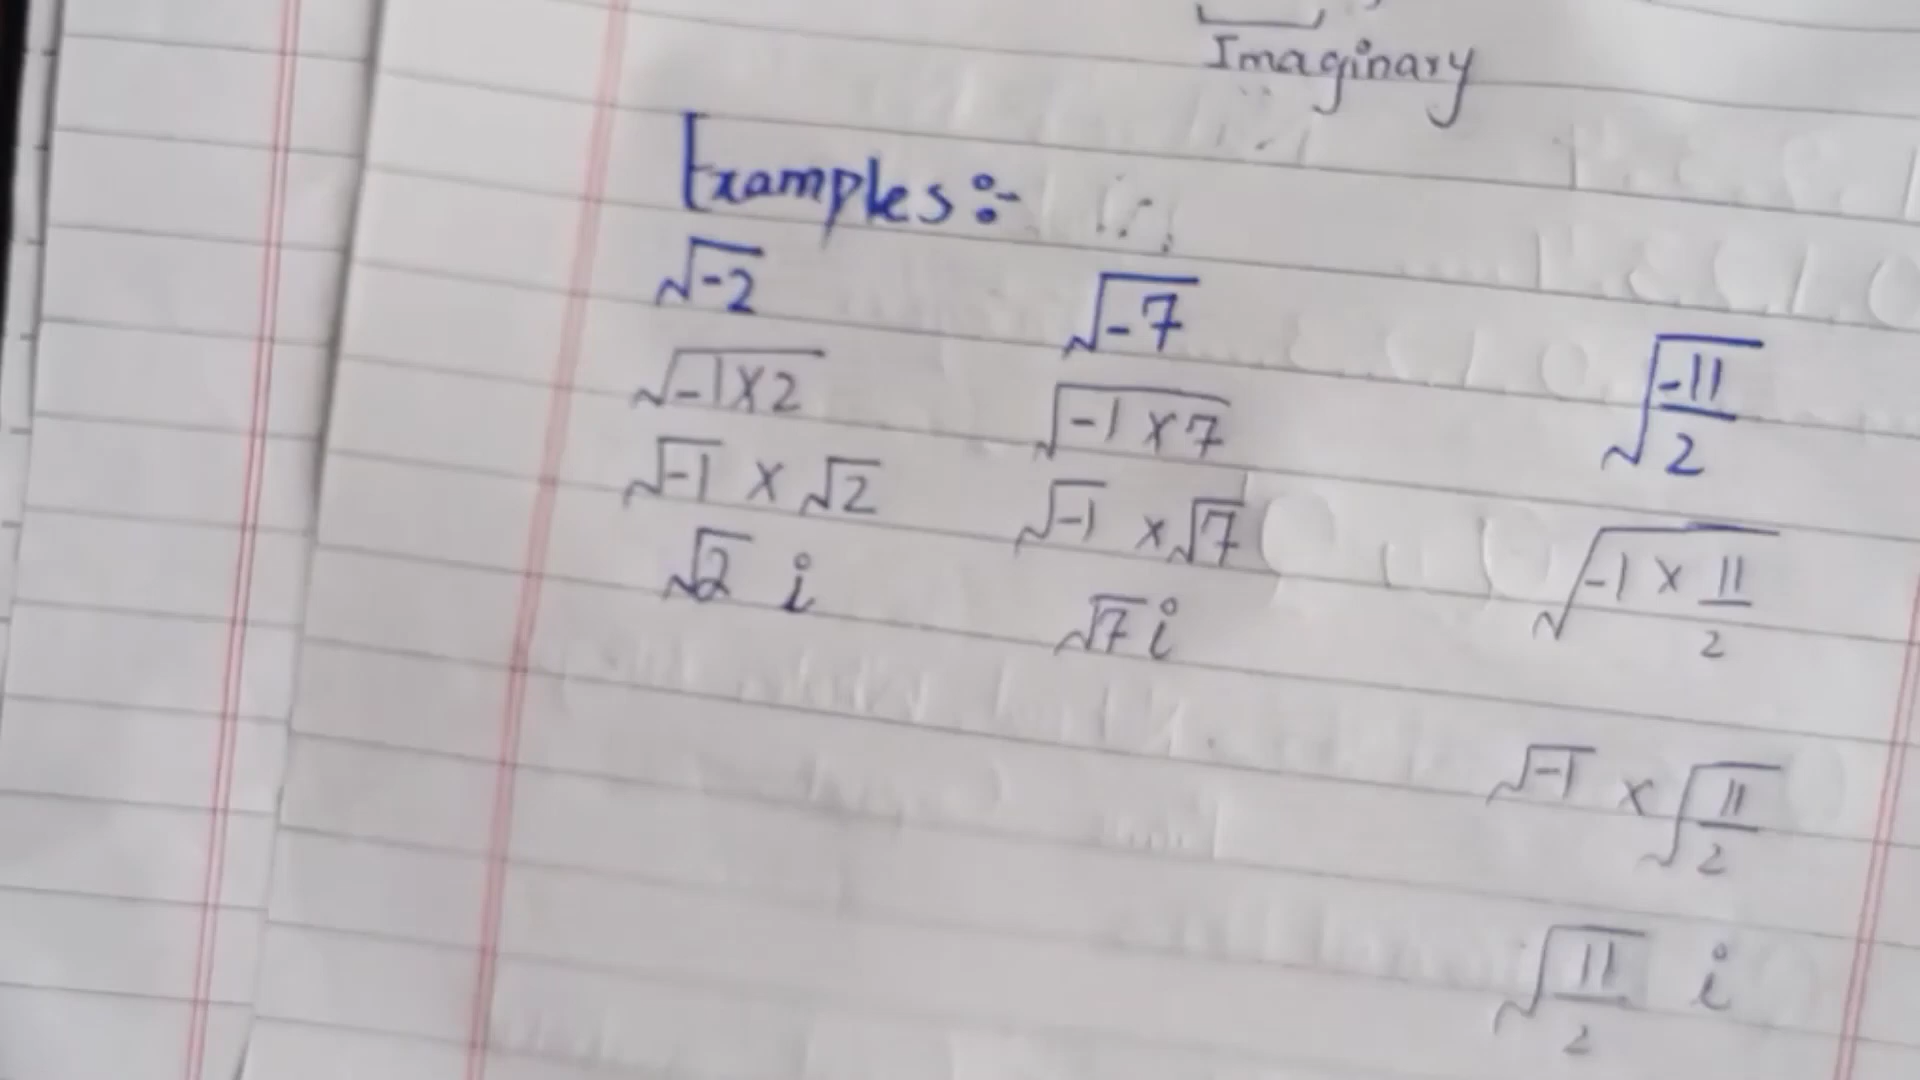 Imaginary
Examples :-
√-2
√-1×2
√-1 × √2
√2 i
√-7
√-1 × 7
√-1 × √7
√7 i
√(-11/2)
√(-1 × 11/2)
√-1 × √(11/2)
√(11/2) i